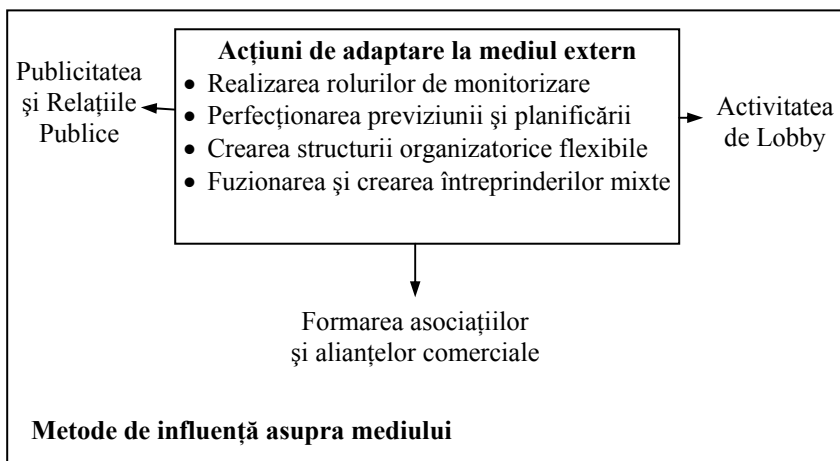 Acțiuni de adaptare la mediul extern
• Realizarea rolurilor de monitorizare
• Perfecționarea previziunii şi planificării
• Crearea structurii organizatorice flexibile
• Fuzionarea şi crearea întreprinderilor mixte
Publicitatea
şi Relațiile
Publice
Activitatea
de Lobby
Formarea asociațiilor
şi alianțelor comerciale
Metode de influență asupra mediului